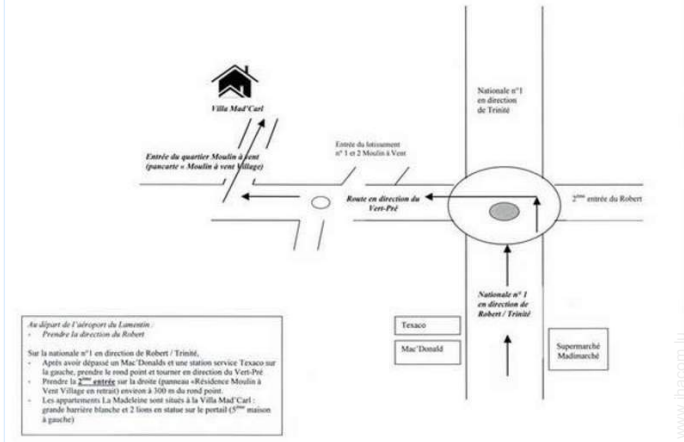 Nationale n°1
en direction
de Trinité
Villa Mad'Carl
Entrée du lotissement
n° 1 et 2 Moulin à Vent
Entrée du quartier Moulin à vent
(pancarte « Moulin à vent Village)
Route en direction du
Vert-Pré
2ème entrée du Robert
Nationale n° 1
en direction de
Robert / Trinité
Texaco
Mac'Donald
Supermarché
Madimarché
Au départ de l'aéroport du Lamentin :
- Prendre la direction du Robert
Sur la nationale n°1 en direction de Robert / Trinité,
- Après avoir dépassé un Mac'Donalds et une station service Texaco sur
la gauche, prendre le rond point et tourner en direction du Vert-Pré
- Prendre la 2ème entrée sur la droite (panneau «Résidence Moulin à
Vent Village en retrait) environ à 300 m du rond point.
- Les appartements La Madeleine sont situés à la Villa Mad'Carl :
grande barrière blanche et 2 lions en statue sur le portail (5ème maison
à gauche)
www.ihacom.lu